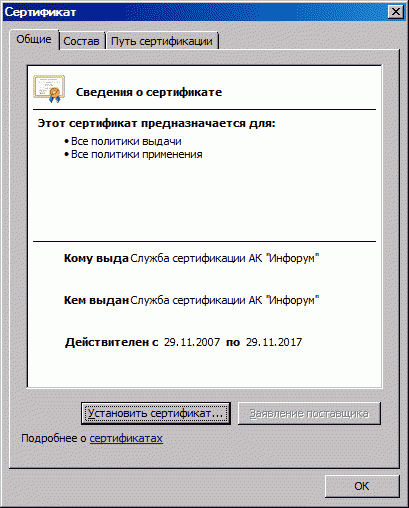 Сертификат
Общие Состав Путь сертификации
Сведения о сертификате
Этот сертификат предназначается для:
• Все политики выдачи
• Все политики применения
Кому выда Служба сертификации АК "Инфорум"
Кем выдан Служба сертификации АК "Инфорум"
Действителен с 29.11.2007 по 29.11.2017
Установить сертификат... Заявление поставщика
Подробнее о сертификатах
OK